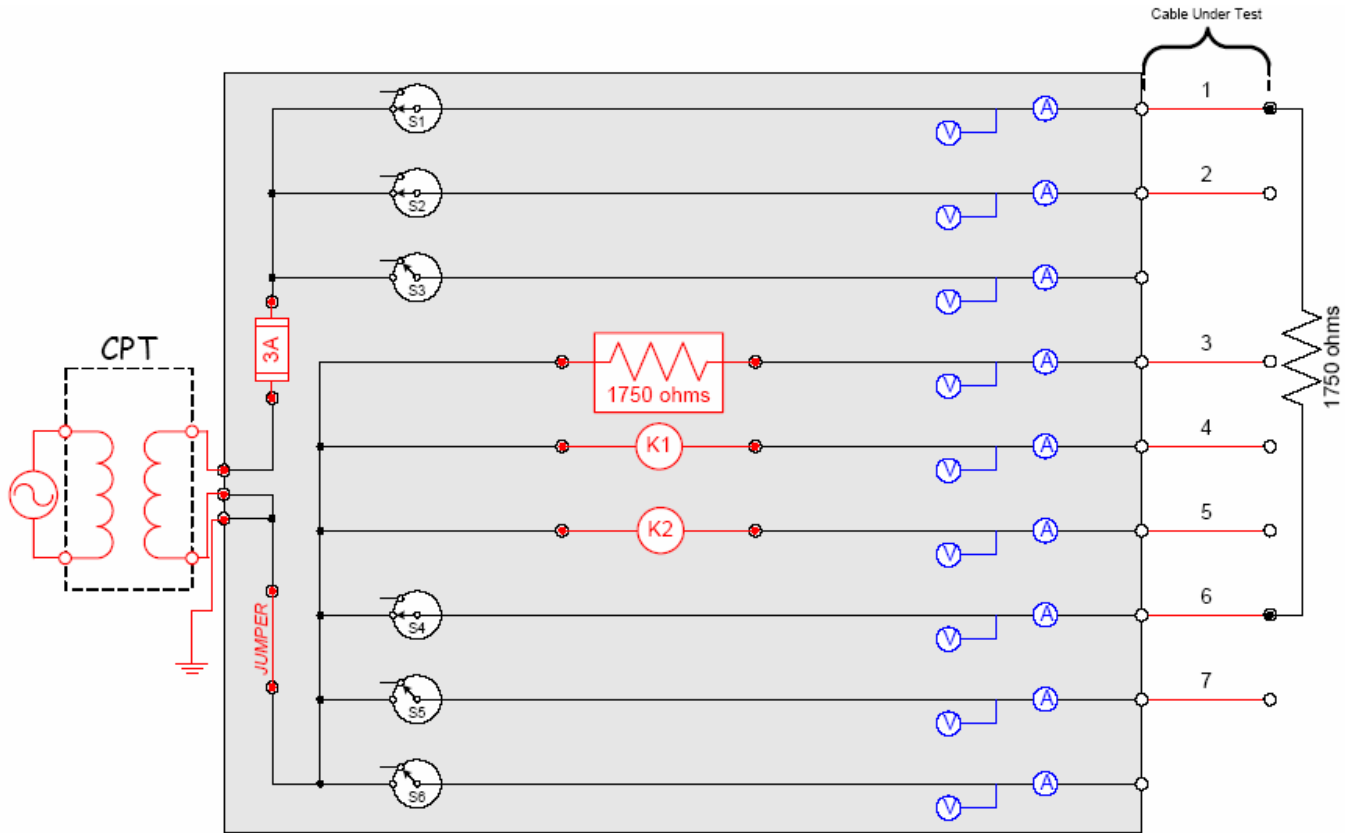 Cable Under Test
S1
V
A
1
S2
V
A
2
S3
V
A
3A
CPT
1750 ohms
V
A
3
1750 ohms
K1
V
A
4
K2
V
A
5
S4
V
A
6
JUMPER
S5
V
A
7
S6
V
A